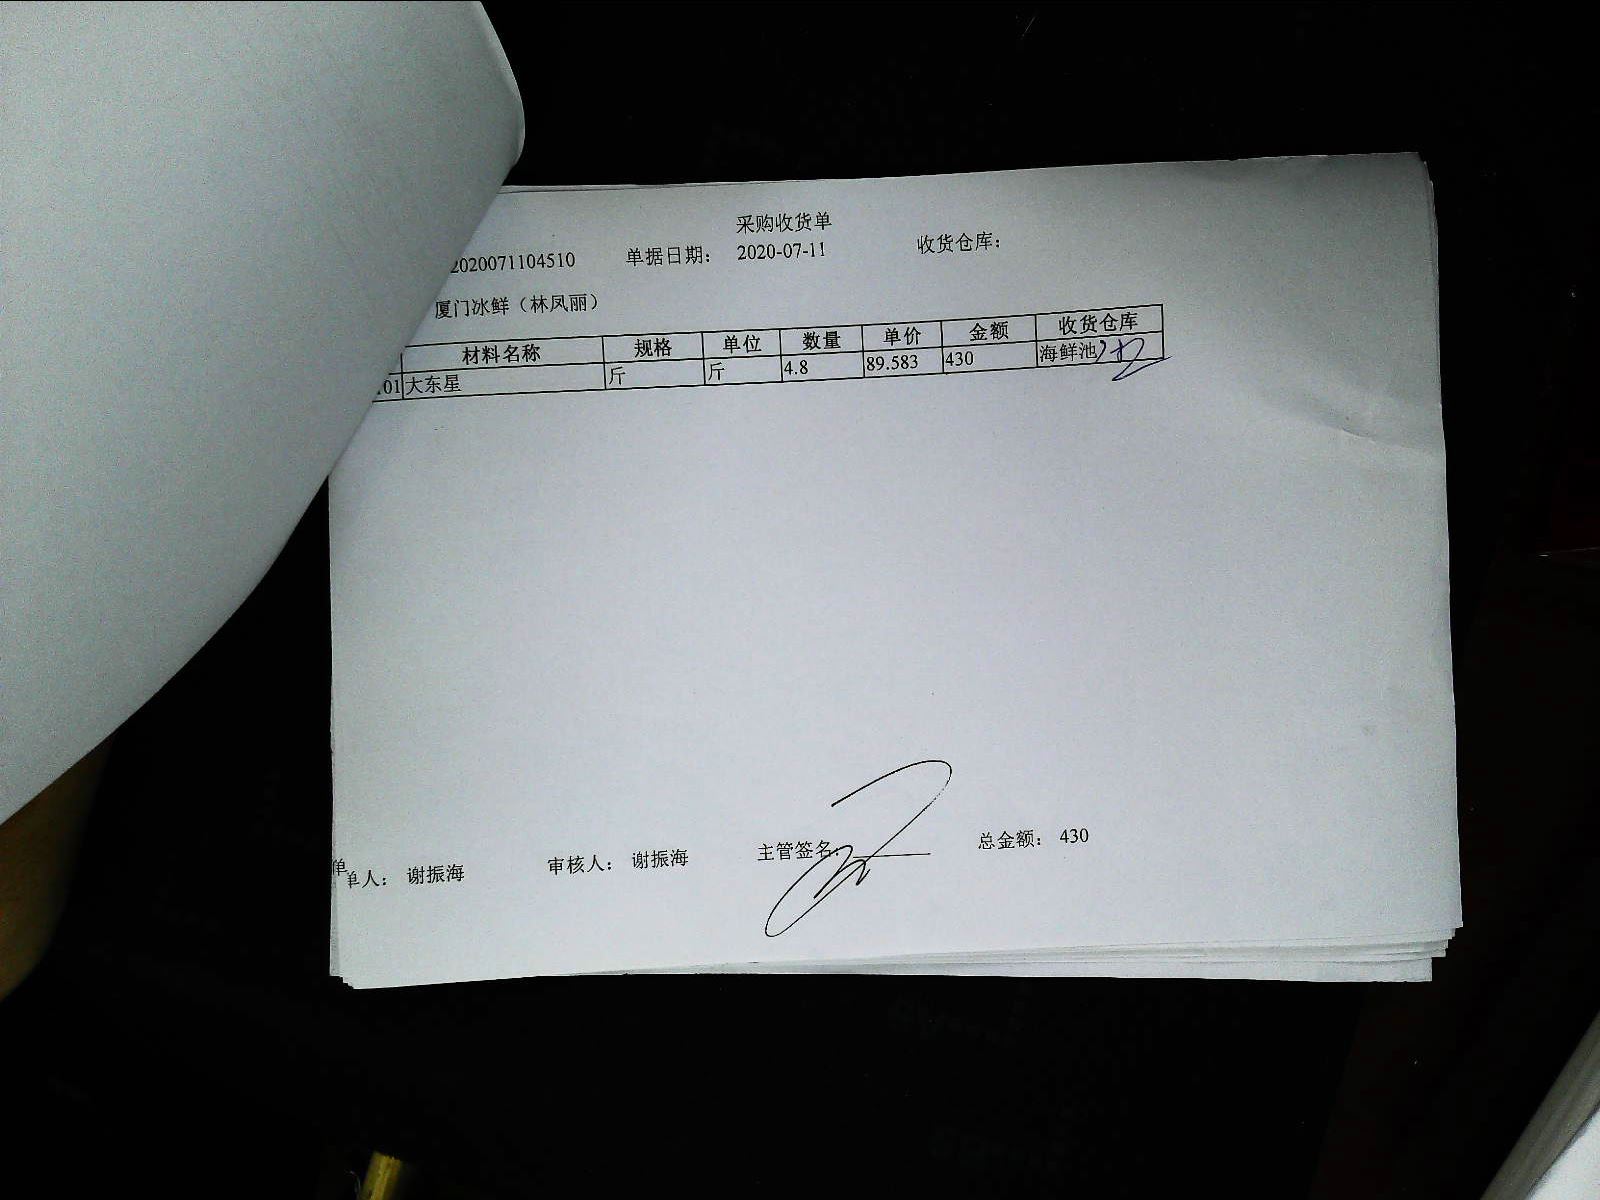 采购收货单
2020071104510 单据日期： 2020-07-11 收货仓库：
厦门冰鲜（林凤丽）
材料名称 规格 单位 数量 单价 金额 收货仓库
01 大东星 斤 斤 4.8 89.583 430 海鲜池
单人： 谢振海 审核人： 谢振海 主管签名： 总金额： 430